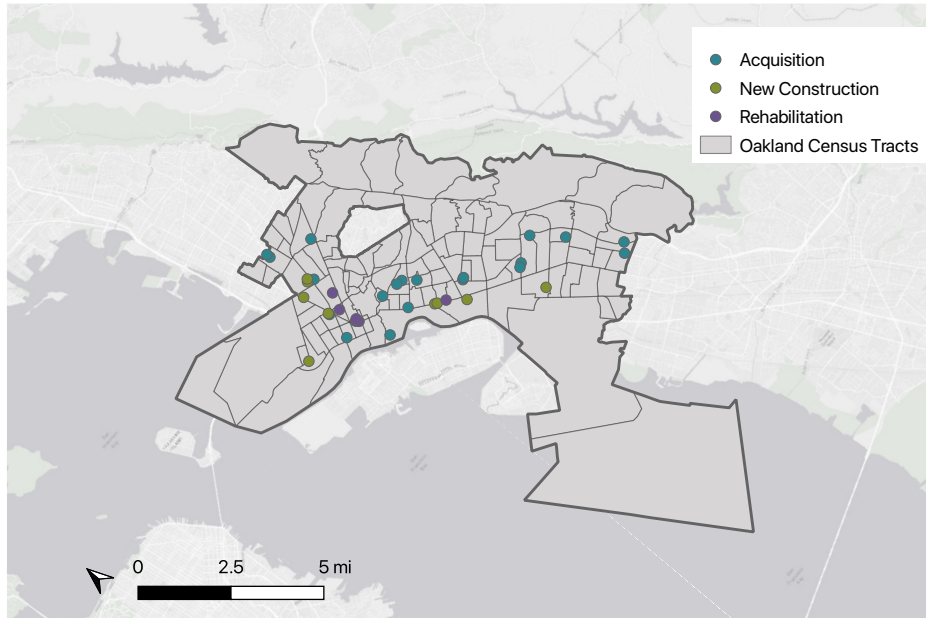 Acquisition
New Construction
Rehabilitation
Oakland Census Tracts
0 2.5 5 mi